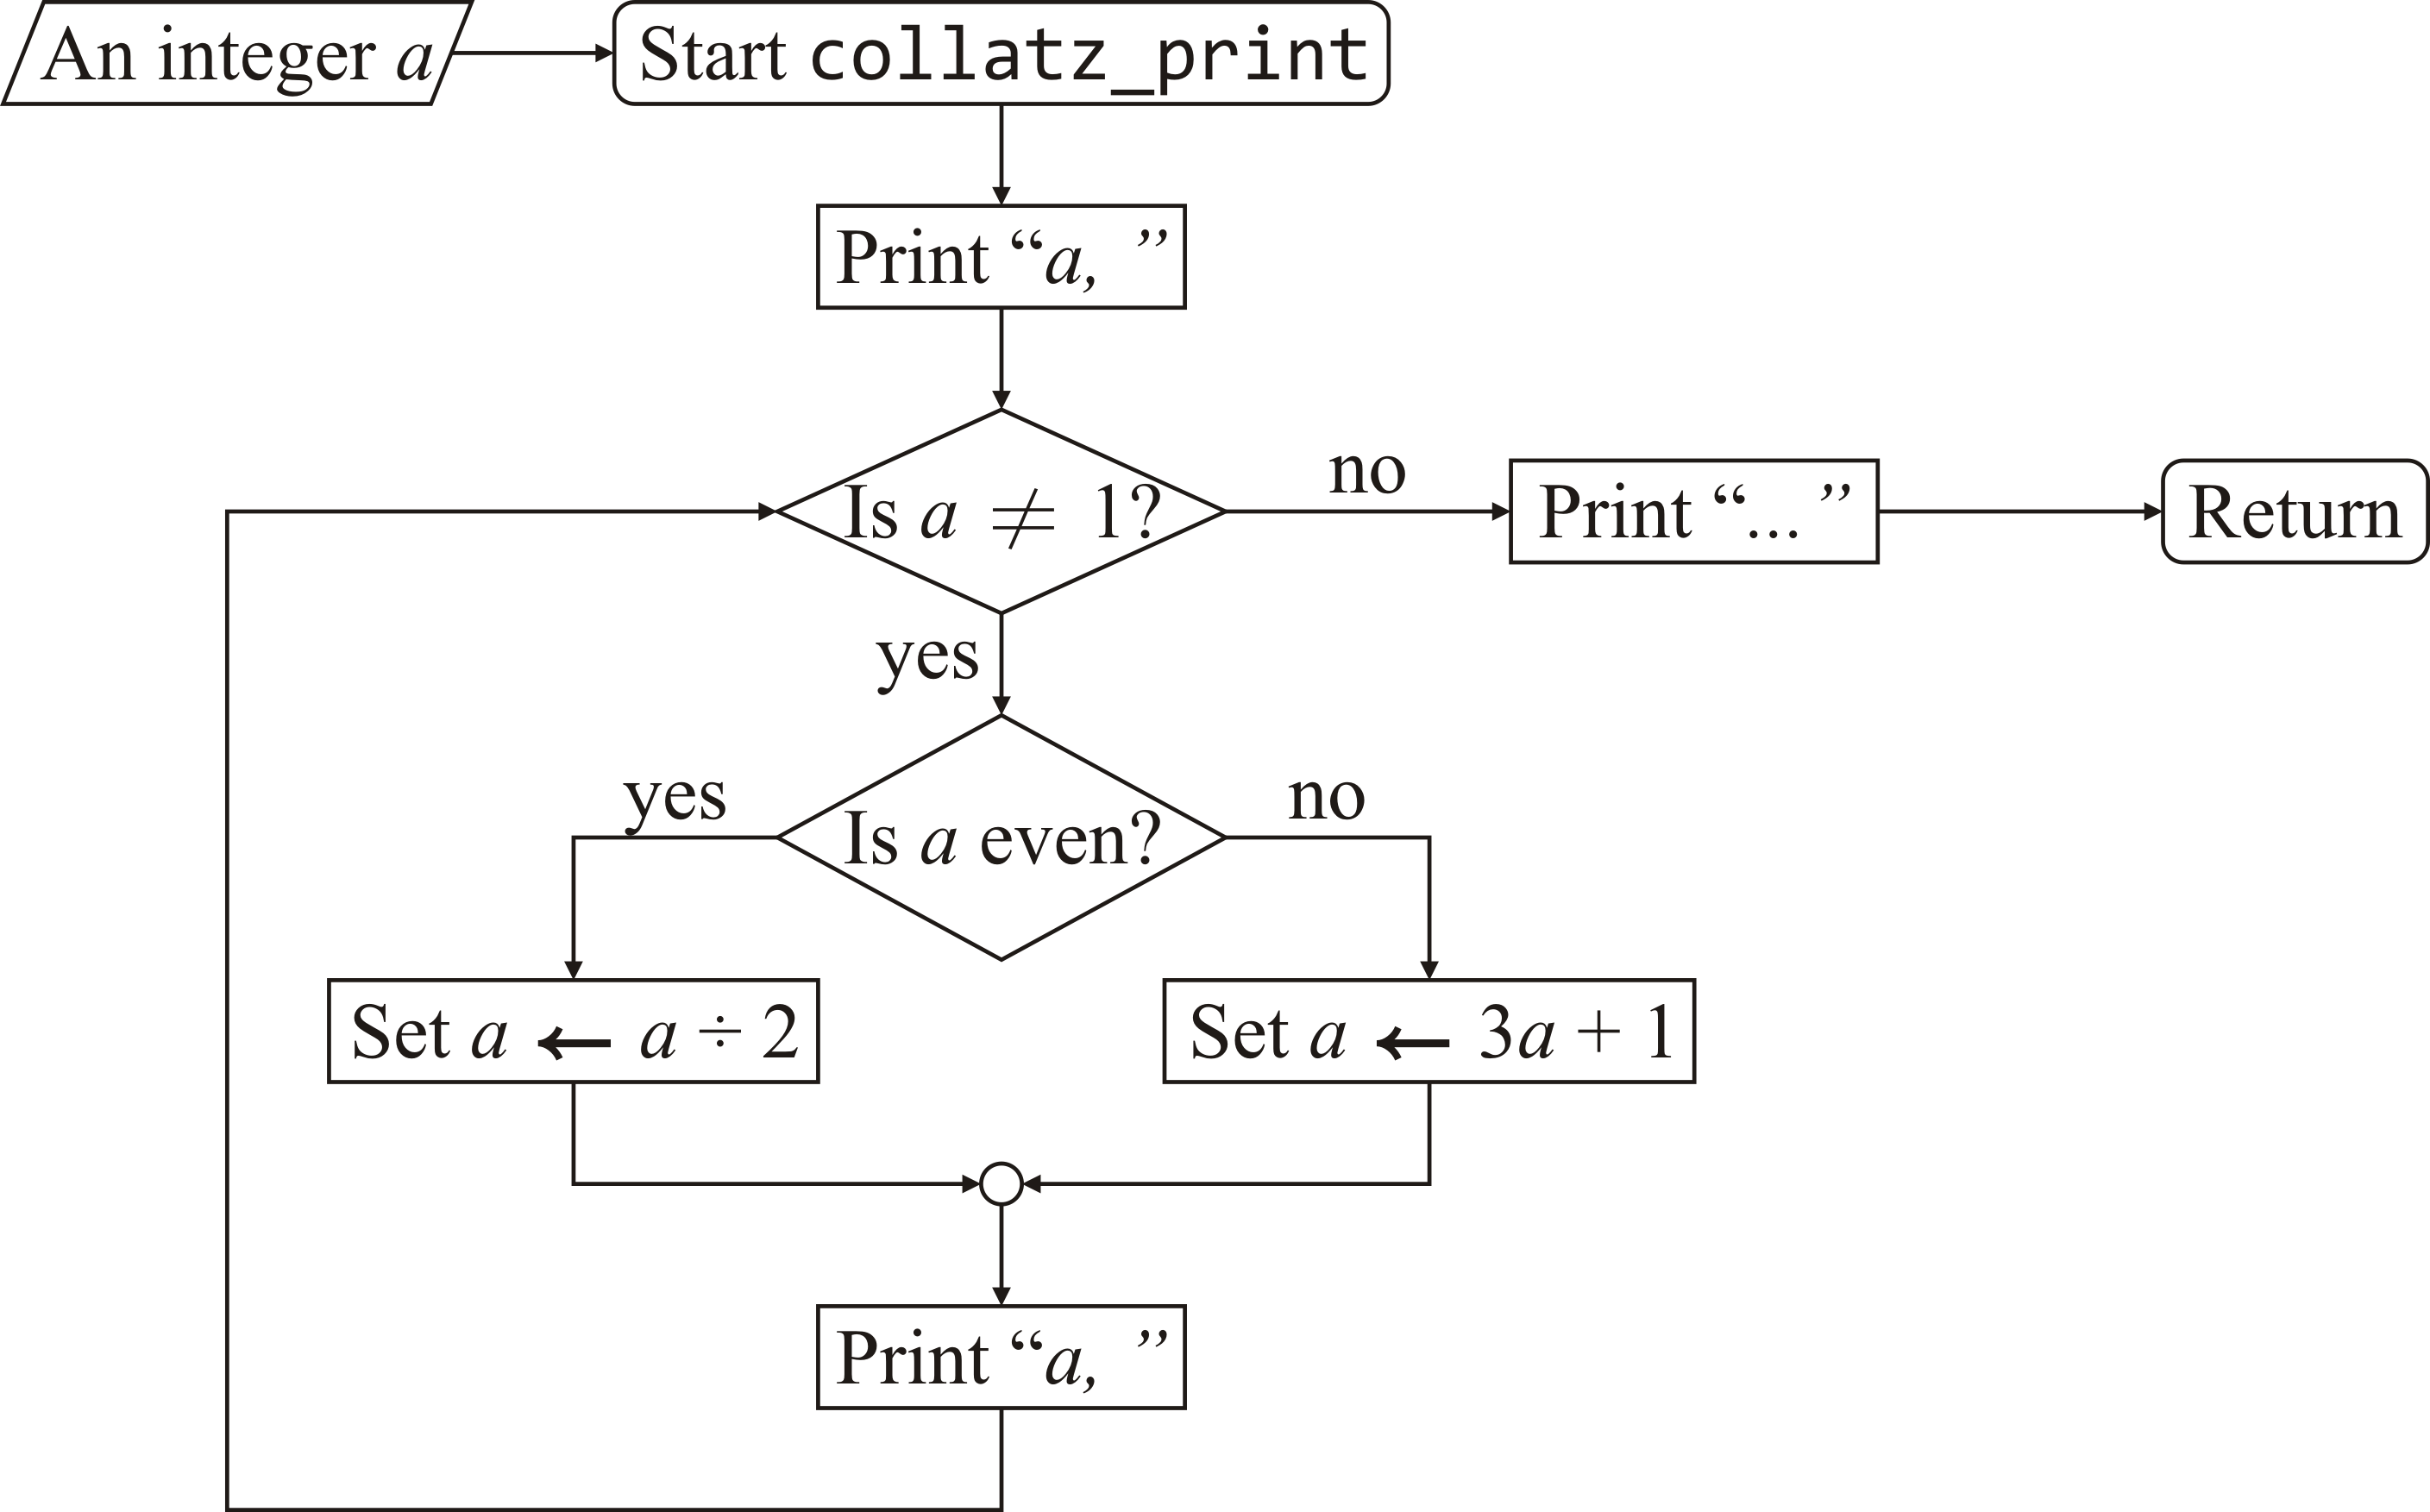 An integer a
Start collatz_print
Print “a, ”
Is a ≠ 1?
no
Print “... ”
Return
yes
yes
Is a even?
no
Set a ← a ÷ 2
Set a ← 3a + 1
Print “a, ”